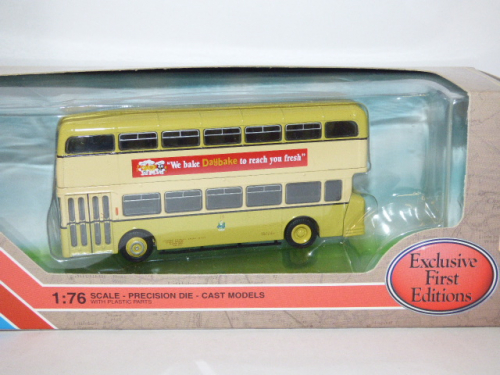 "We bake Dailibake to reach you fresh"
Exclusive
First
Editions
1:76 SCALE - PRECISION DIE - CAST MODELS
WITH PLASTIC PARTS